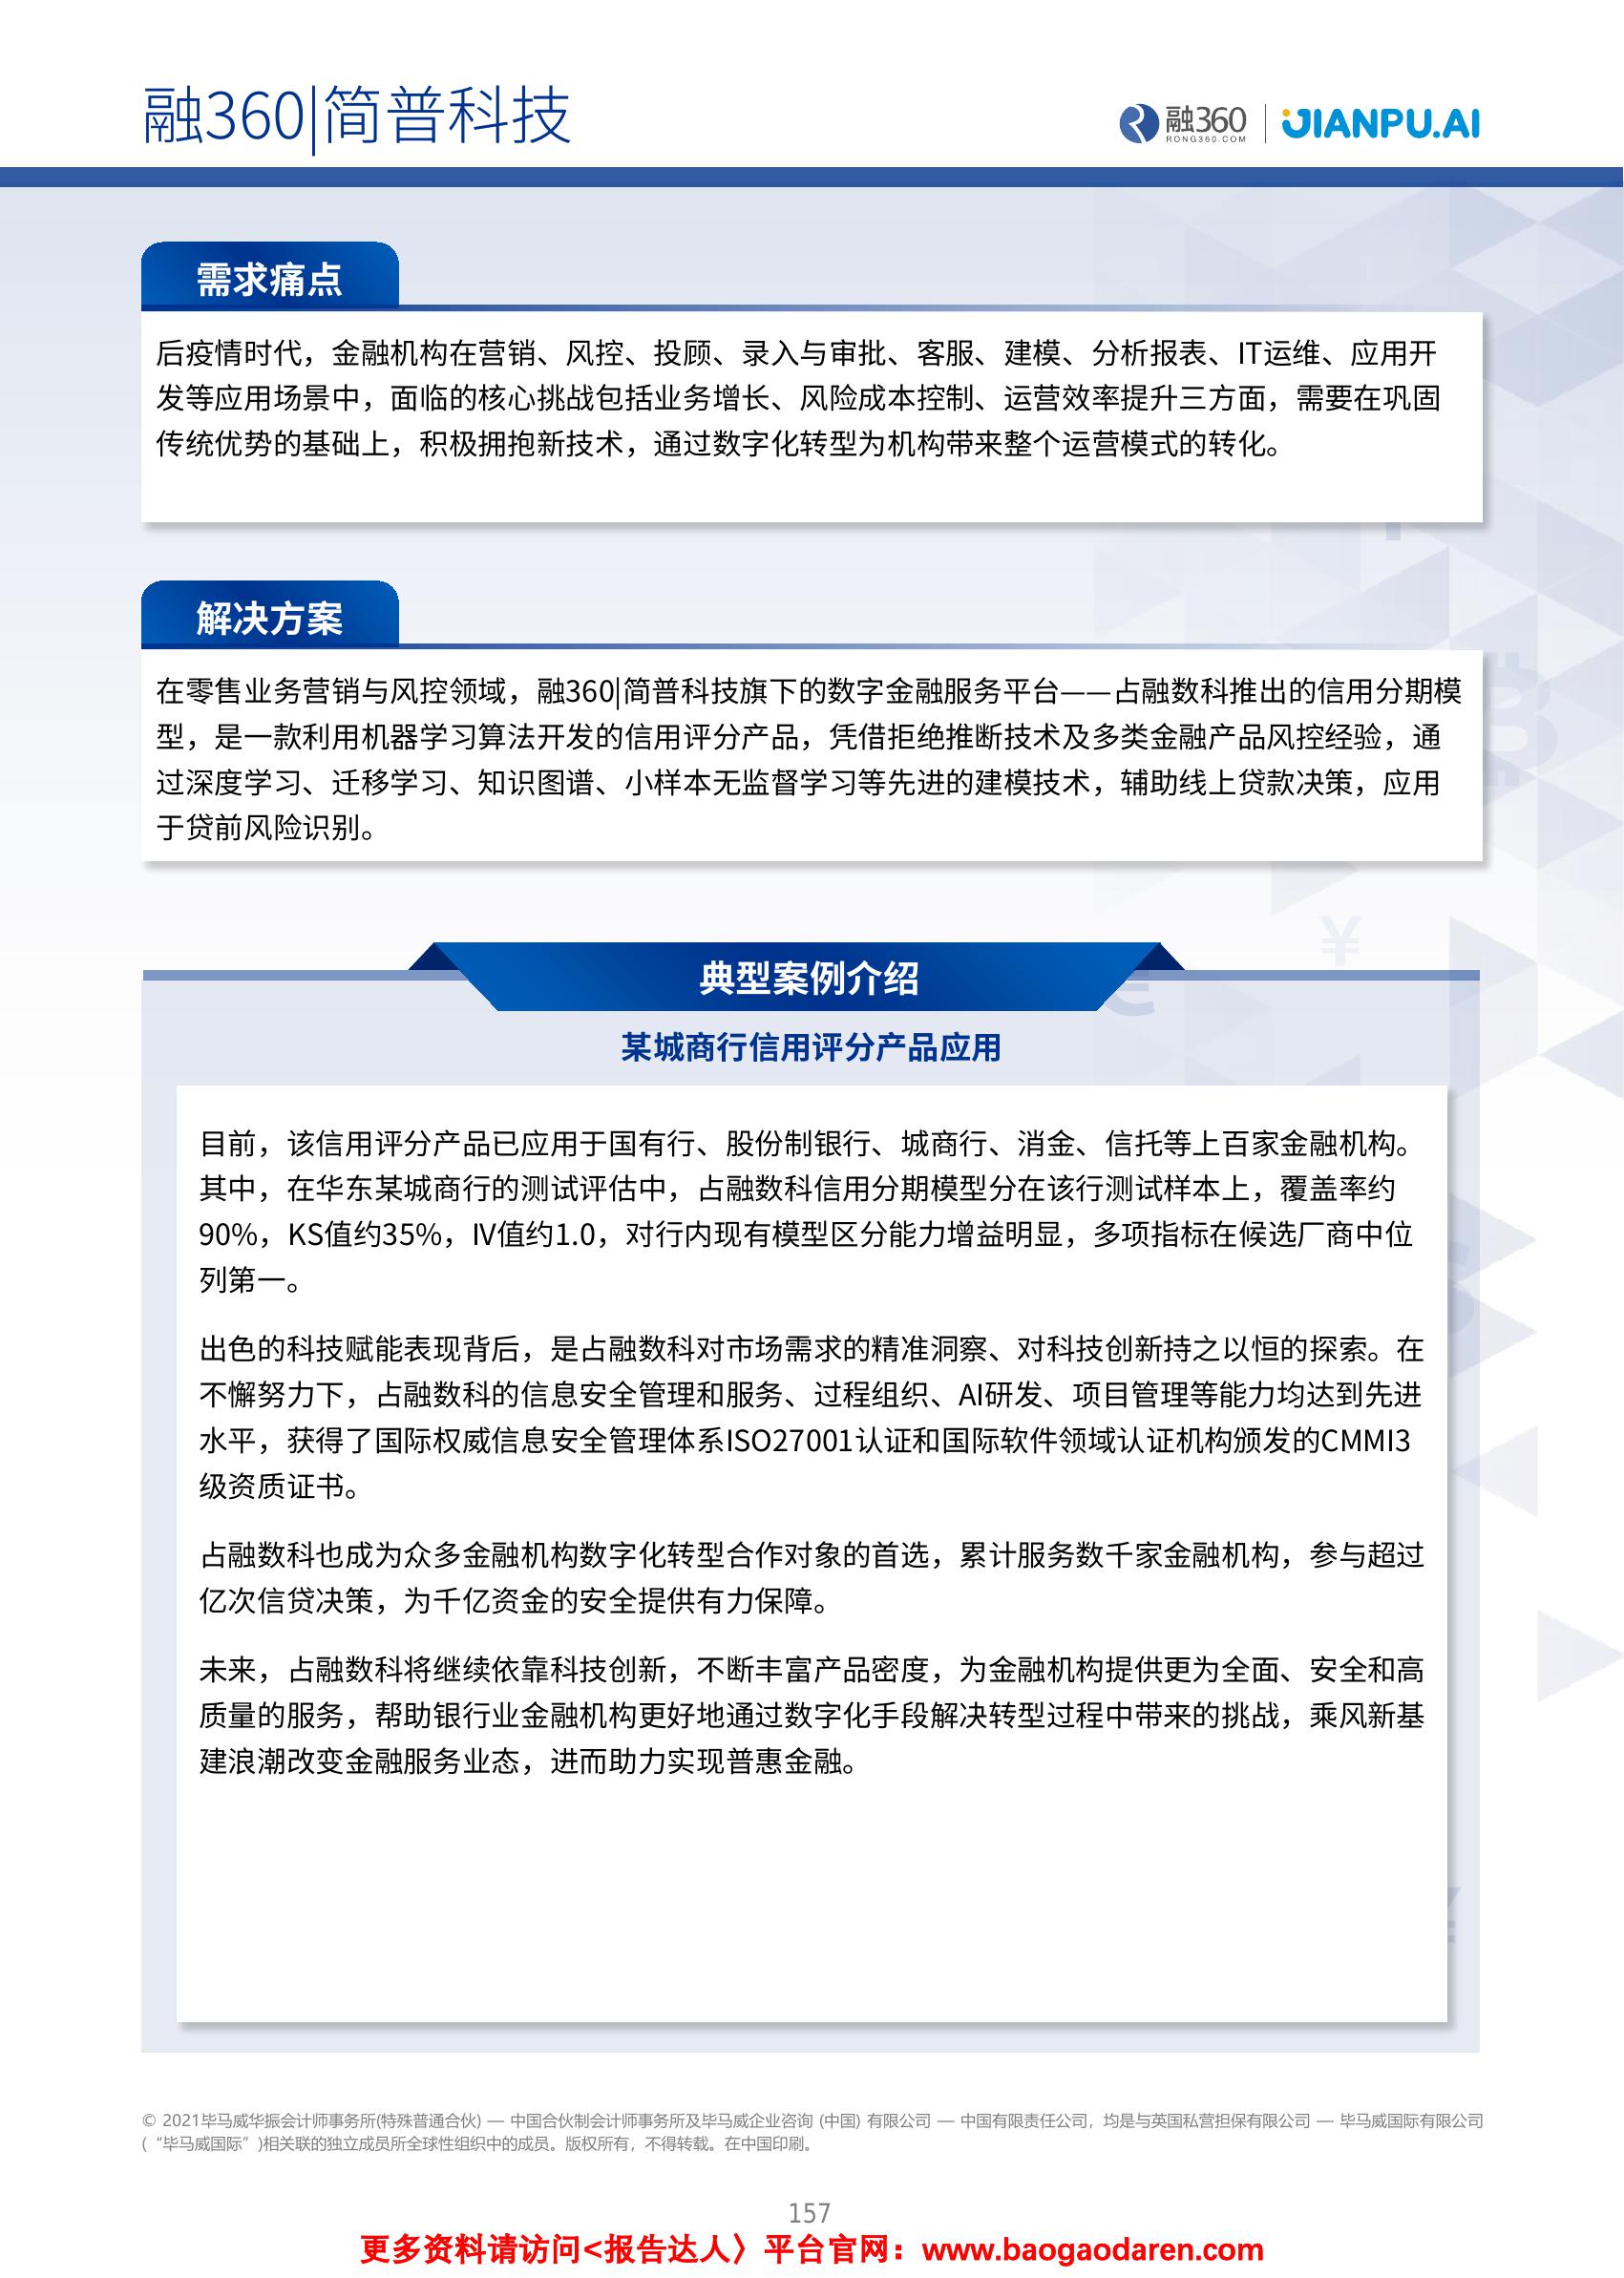 融360|简普科技
融360
RONG360.COM
JIANPU.AI
需求痛点
后疫情时代，金融机构在营销、风控、投顾、录入与审批、客服、建模、分析报表、IT运维、应用开
发等应用场景中，面临的核心挑战包括业务增长、风险成本控制、运营效率提升三方面，需要在巩固
传统优势的基础上，积极拥抱新技术，通过数字化转型为机构带来整个运营模式的转化。
解决方案
在零售业务营销与风控领域，融360|简普科技旗下的数字金融服务平台——占融数科推出的信用分期模
型，是一款利用机器学习算法开发的信用评分产品，凭借拒绝推断技术及多类金融产品风控经验，通
过深度学习、迁移学习、知识图谱、小样本无监督学习等先进的建模技术，辅助线上贷款决策，应用
于贷前风险识别。
典型案例介绍
某城商行信用评分产品应用
目前，该信用评分产品已应用于国有行、股份制银行、城商行、消金、信托等上百家金融机构。
其中，在华东某城商行的测试评估中，占融数科信用分期模型分在该行测试样本上，覆盖率约
90%，KS值约35%，IV值约1.0，对行内现有模型区分能力增益明显，多项指标在候选厂商中位
列第一。
出色的科技赋能表现背后，是占融数科对市场需求的精准洞察、对科技创新持之以恒的探索。在
不懈努力下，占融数科的信息安全管理和服务、过程组织、AI研发、项目管理等能力均达到先进
水平，获得了国际权威信息安全管理体系ISO27001认证和国际软件领域认证机构颁发的CMMI3
级资质证书。
占融数科也成为众多金融机构数字化转型合作对象的首选，累计服务数千家金融机构，参与超过
亿次信贷决策，为千亿资金的安全提供有力保障。
未来，占融数科将继续依靠科技创新，不断丰富产品密度，为金融机构提供更为全面、安全和高
质量的服务，帮助银行业金融机构更好地通过数字化手段解决转型过程中带来的挑战，乘风新基
建浪潮改变金融服务业态，进而助力实现普惠金融。
© 2021毕马威华振会计师事务所(特殊普通合伙) — 中国合伙制会计师事务所及毕马威企业咨询 (中国) 有限公司 — 中国有限责任公司，均是与英国私营担保有限公司 — 毕马威国际有限公司
(“毕马威国际”)相关联的独立成员所全球性组织中的成员。版权所有，不得转载。在中国印刷。
157
更多资料请访问<报告达人〉平台官网：www.baogaodaren.com